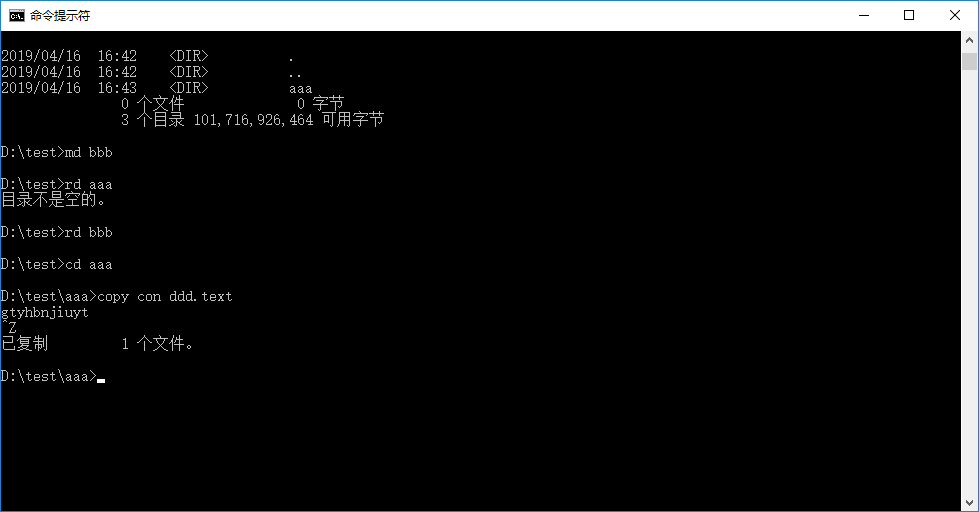 命令提示符
2019/04/16  16:42    <DIR>          .
2019/04/16  16:42    <DIR>          ..
2019/04/16  16:43    <DIR>          aaa
               0 个文件              0 字节
               3 个目录 101,716,926,464 可用字节
D:\test>md bbb
D:\test>rd aaa
目录不是空的。
D:\test>rd bbb
D:\test>cd aaa
D:\test\aaa>copy con ddd.text
gtyhbnjiuyt
^Z
已复制         1 个文件。
D:\test\aaa>